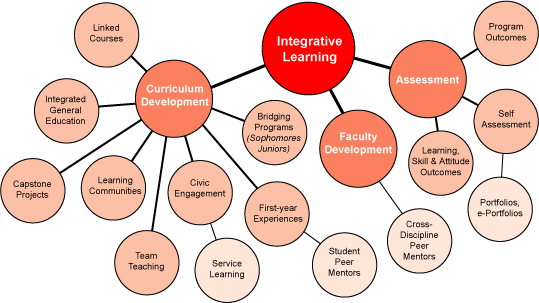 Integrative
Learning
Linked
Courses
Program
Outcomes
Assessment
Curriculum
Development
Integrated
General
Education
Bridging
Programs
(Sophomores
Juniors)
Faculty
Development
Self
Assessment
Learning,
Skill & Attitude
Outcomes
Capstone
Projects
Learning
Communities
Civic
Engagement
First-year
Experiences
Portfolios,
e-Portfolios
Cross-
Discipline
Peer
Mentors
Team
Teaching
Service
Learning
Student
Peer
Mentors